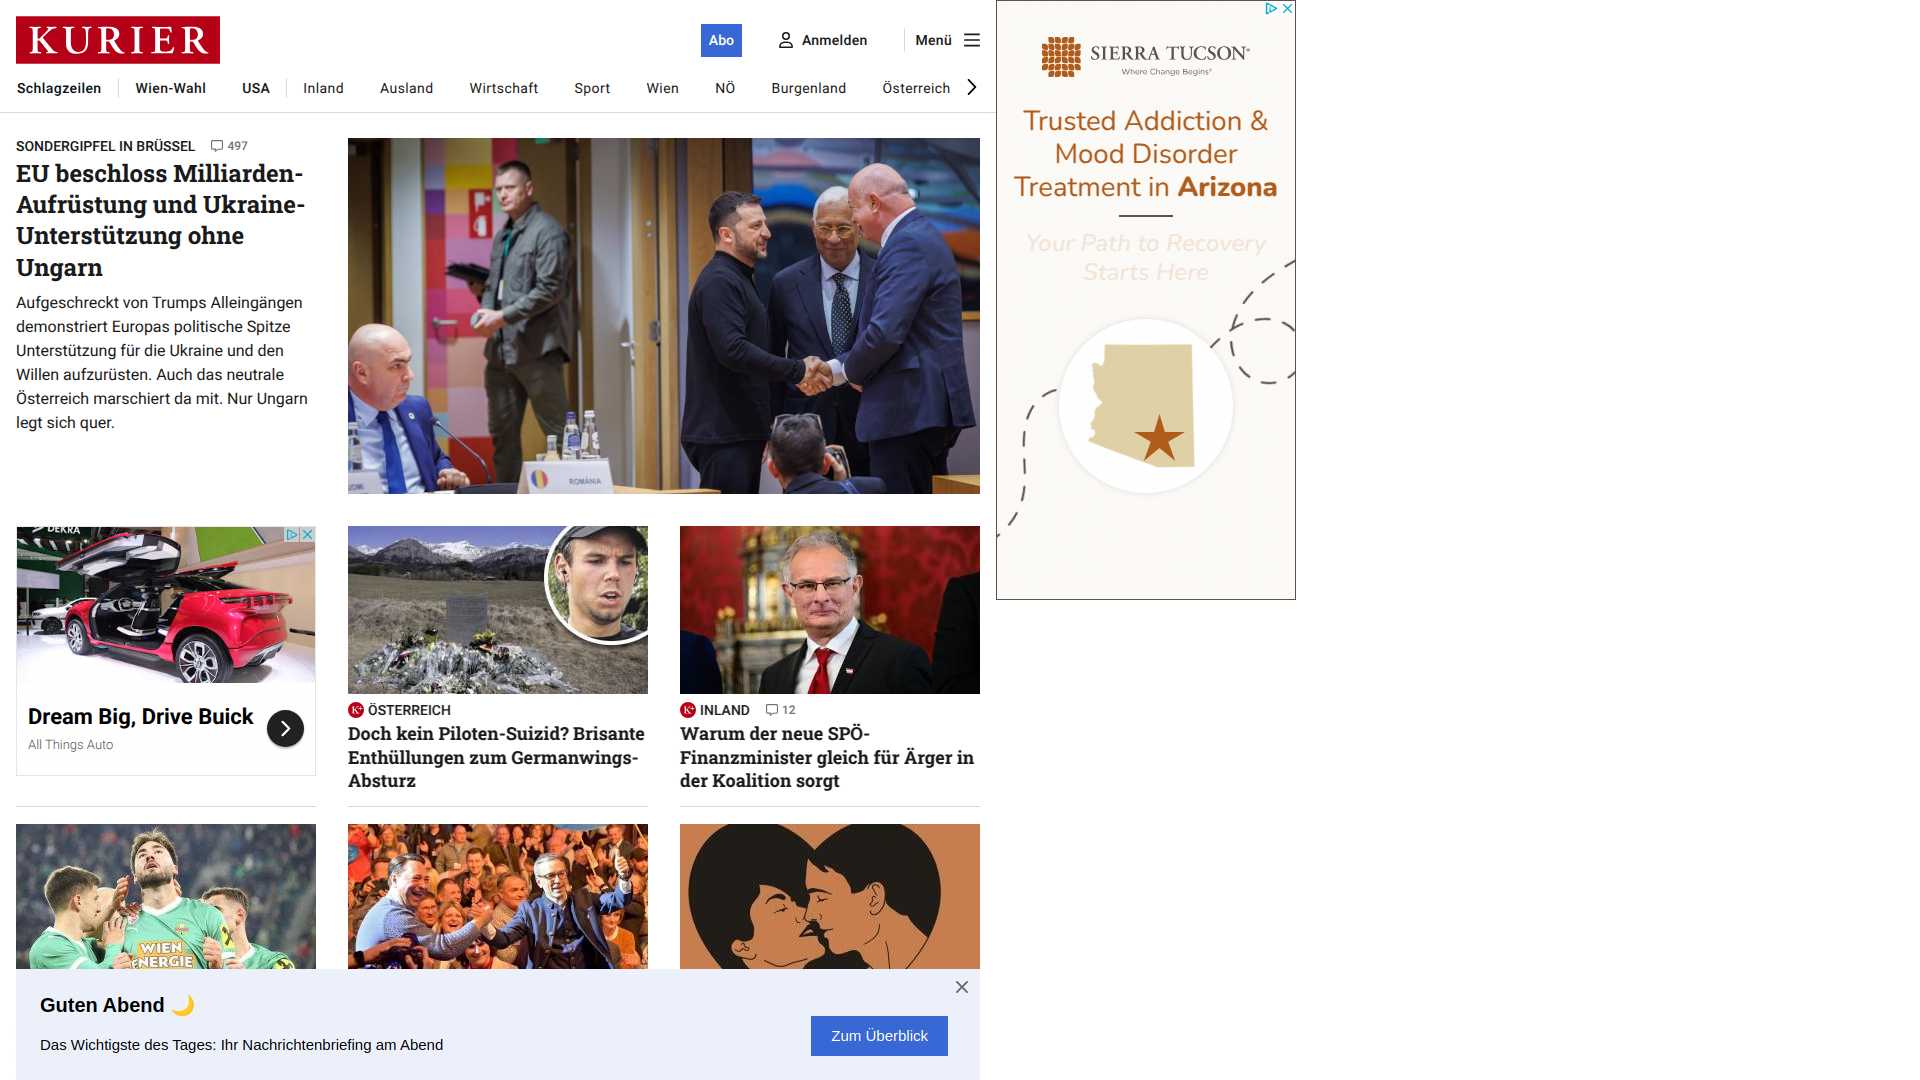 KURIER
Abo
Anmelden
Menü
Schlagzeilen
Wien-Wahl
USA
Inland
Ausland
Wirtschaft
Sport
Wien
NÖ
Burgenland
Österreich
SONDERGIPFEL IN BRÜSSEL 497
EU beschloss Milliarden-
Aufrüstung und Ukraine-
Unterstützung ohne
Ungarn
Aufgeschreckt von Trumps Alleingängen
demonstriert Europas politische Spitze
Unterstützung für die Ukraine und den
Willen aufzurüsten. Auch das neutrale
Österreich marschiert da mit. Nur Ungarn
legt sich quer.
ROMÂNIA
SIERRA TUCSON®
Where Change Begins®
Trusted Addiction &
Mood Disorder
Treatment in Arizona
Your Path to Recovery
Starts Here
DEKRA
Dream Big, Drive Buick
All Things Auto
K+ ÖSTERREICH
Doch kein Piloten-Suizid? Brisante
Enthüllungen zum Germanwings-
Absturz
K+ INLAND 12
Warum der neue SPÖ-
Finanzminister gleich für Ärger in
der Koalition sorgt
WIEN
ENERGIE
Guten Abend 🌙
Das Wichtigste des Tages: Ihr Nachrichtenbriefing am Abend
Zum Überblick